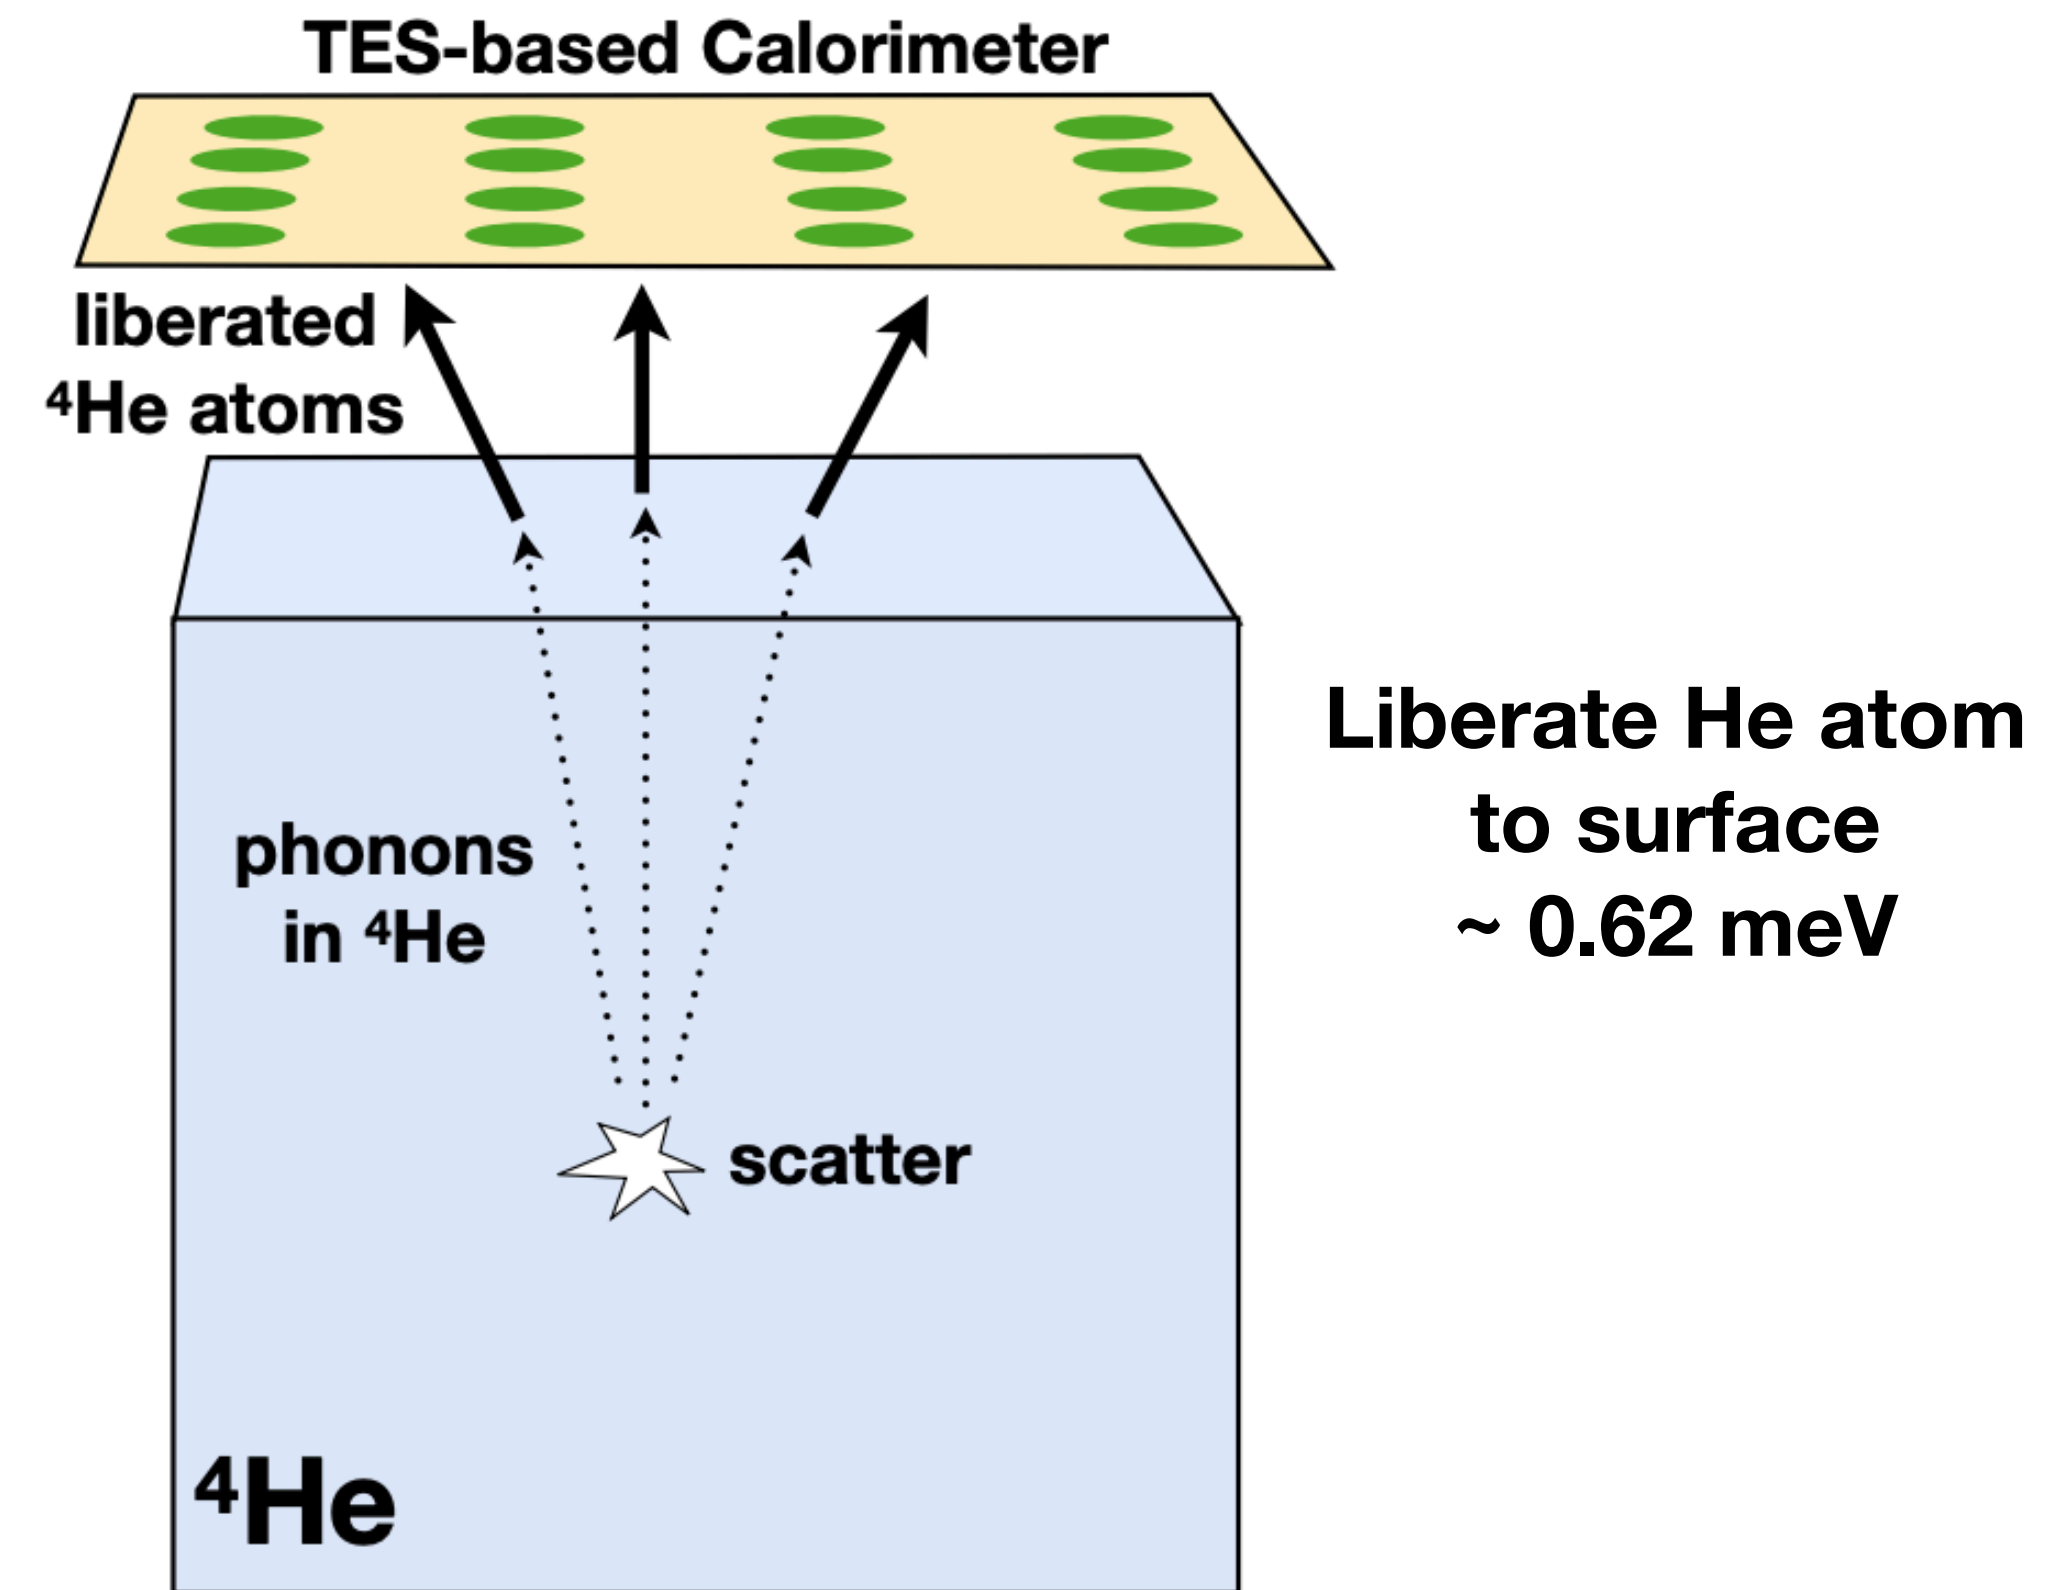 TES-based Calorimeter
liberated
⁴He atoms
phonons
in ⁴He
scatter
⁴He
Liberate He atom
to surface
~ 0.62 meV